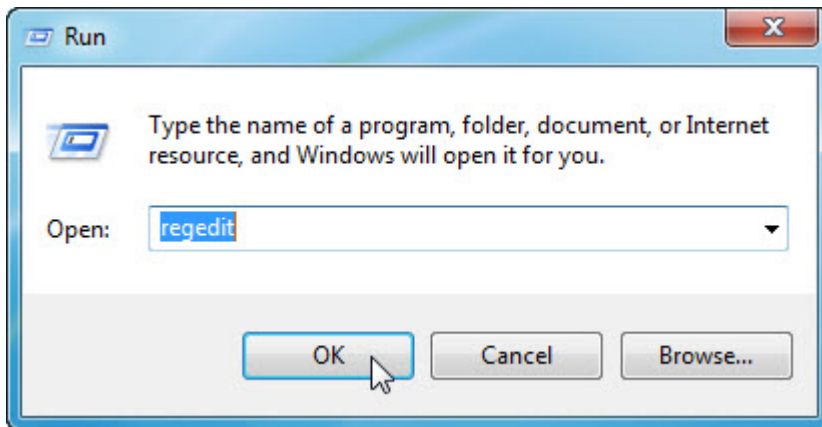 Run
Type the name of a program, folder, document, or Internet
resource, and Windows will open it for you.
Open: regedit
OK Cancel Browse...